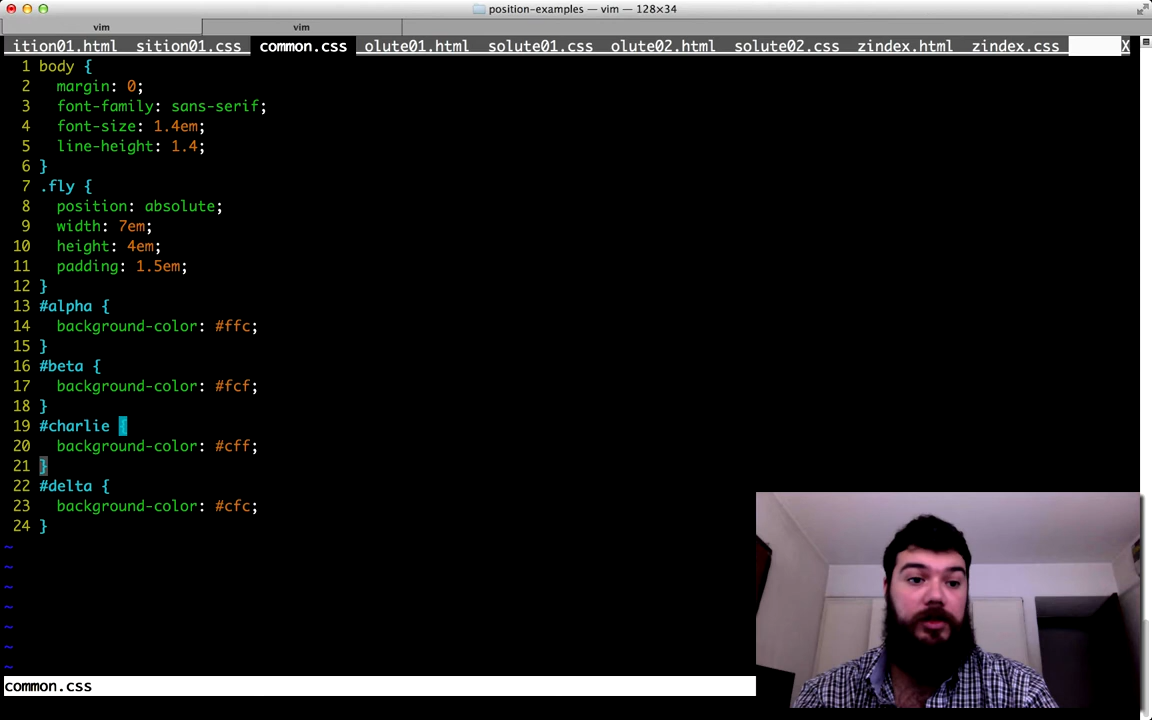 position-examples — vim — 128×34
vim vim
ition01.html sition01.css common.css olute01.html solute01.css olute02.html solute02.css zindex.html zindex.css X
1 body {
2   margin: 0;
3   font-family: sans-serif;
4   font-size: 1.4em;
5   line-height: 1.4;
6 }
7 .fly {
8   position: absolute;
9   width: 7em;
10   height: 4em;
11   padding: 1.5em;
12 }
13 #alpha {
14   background-color: #ffc;
15 }
16 #beta {
17   background-color: #fcf;
18 }
19 #charlie {
20   background-color: #cff;
21 }
22 #delta {
23   background-color: #cfc;
24 }
~
~
~
~
~
~
~
common.css